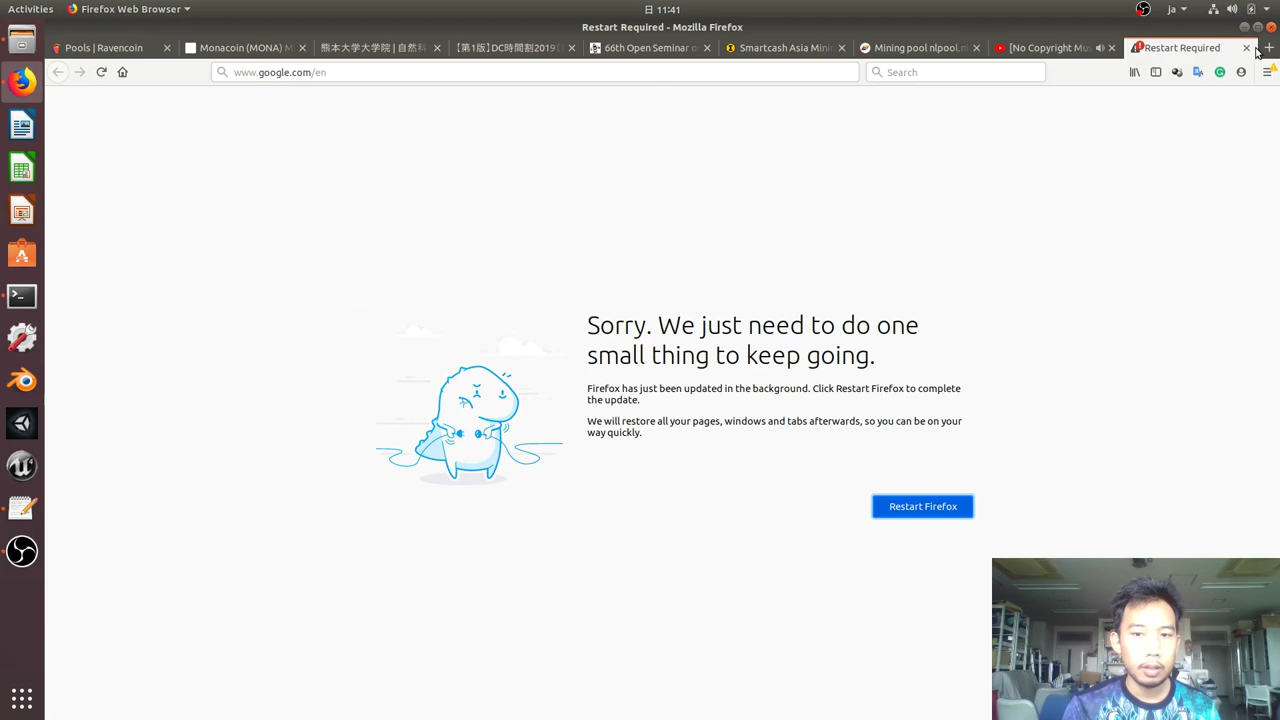 Activities
Firefox Web Browser
日 11:41
ja
Restart Required - Mozilla Firefox
Pools | Ravencoin
Monacoin (MONA) M
熊本大学大学院 | 自然科
【第1版】DC時間割2019 (
66th Open Seminar o
Smartcash Asia Mini
Mining pool nlpool.n
[No Copyright Mus
Restart Required
www.google.com/en
Search
Sorry. We just need to do one
small thing to keep going.
Firefox has just been updated in the background. Click Restart Firefox to complete
the update.
We will restore all your pages, windows and tabs afterwards, so you can be on your
way quickly.
Restart Firefox